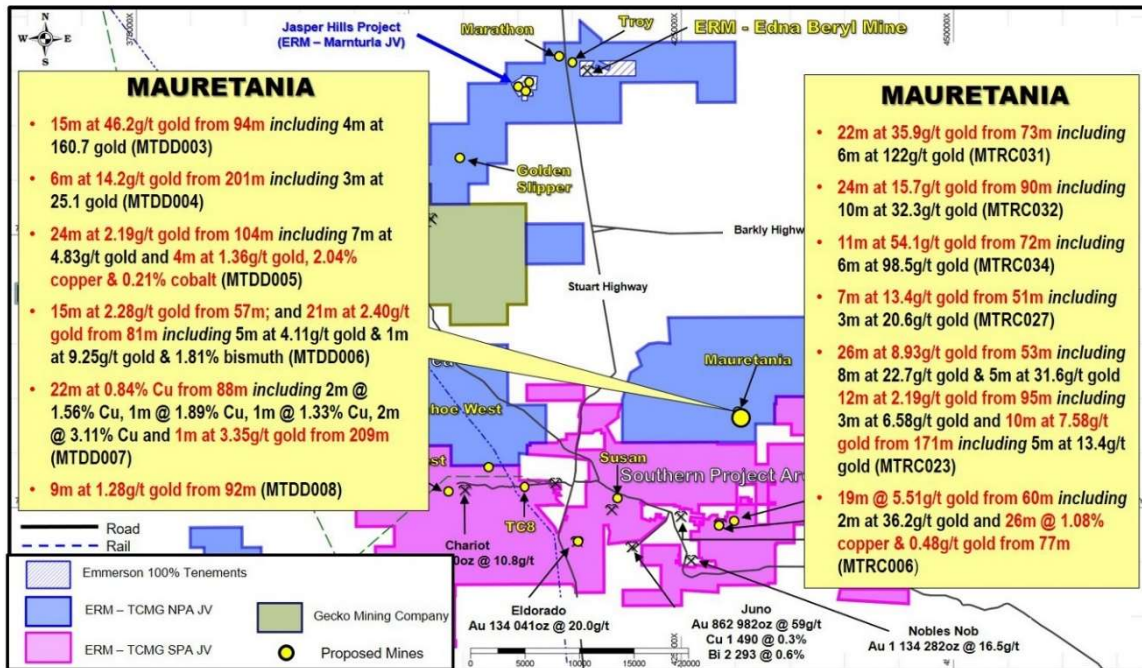 378000
420000
450000
N
W
E
S
Jasper Hills Project
(ERM – Marnturla JV)
Marathon
Troy
ERM - Edna Beryl Mine
Golden
Slipper
Barkly Highw
Stuart Highway
Mauretania
MAURETANIA
• 15m at 46.2g/t gold from 94m including 4m at
160.7 gold (MTDD003)
• 6m at 14.2g/t gold from 201m including 3m at
25.1 gold (MTDD004)
• 24m at 2.19g/t gold from 104m including 7m at
4.83g/t gold and 4m at 1.36g/t gold, 2.04%
copper & 0.21% cobalt (MTDD005)
• 15m at 2.28g/t gold from 57m; and 21m at 2.40g/t
gold from 81m including 5m at 4.11g/t gold & 1m
at 9.25g/t gold & 1.81% bismuth (MTDD006)
• 22m at 0.84% Cu from 88m including 2m @
1.56% Cu, 1m @ 1.89% Cu, 1m @ 1.33% Cu, 2m
@ 3.11% Cu and 1m at 3.35g/t gold from 209m
(MTDD007)
• 9m at 1.28g/t gold from 92m (MTDD008)
MAURETANIA
• 22m at 35.9g/t gold from 73m including
6m at 122g/t gold (MTRC031)
• 24m at 15.7g/t gold from 90m including
10m at 32.3g/t gold (MTRC032)
• 11m at 54.1g/t gold from 72m including
6m at 98.5g/t gold (MTRC034)
• 7m at 13.4g/t gold from 51m including
3m at 20.6g/t gold (MTRC027)
• 26m at 8.93g/t gold from 53m including
8m at 22.7g/t gold & 5m at 31.6g/t gold
12m at 2.19g/t gold from 95m including
3m at 6.58g/t gold and 10m at 7.58g/t
gold from 171m including 5m at 13.4g/t
gold (MTRC023)
• 19m @ 5.51g/t gold from 60m including
2m at 36.2g/t gold and 26m @ 1.08%
copper & 0.48g/t gold from 77m
(MTRC006)
hoe West
st
Susan
Southern Project Are
TC8
Chariot
0oz @ 10.8g/t
Eldorado
Au 134 041oz @ 20.0g/t
Juno
Au 862 982oz @ 59g/t
Cu 1 490 @ 0.3%
Bi 2 293 @ 0.6%
Nobles Nob
Au 1 134 282oz @ 16.5g/t
Road
Rail
Emmerson 100% Tenements
ERM – TCMG NPA JV
ERM – TCMG SPA JV
Gecko Mining Company
Proposed Mines
0 5000 10000 15000 20000